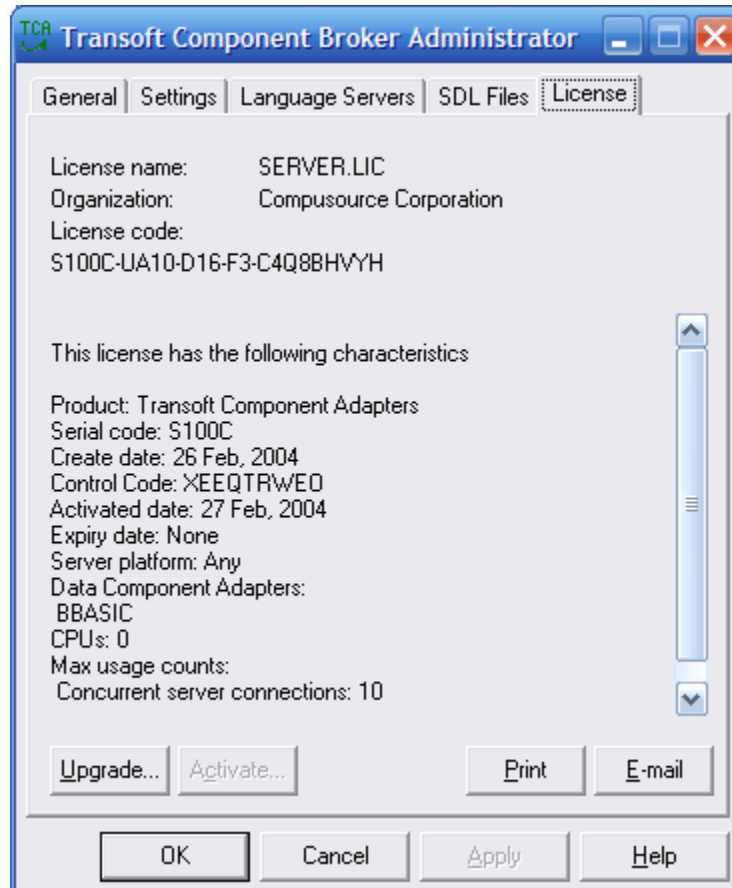 TCA Transoft Component Broker Administrator
General Settings Language Servers SDL Files License
License name: SERVER.LIC
Organization: Compusource Corporation
License code:
S100C-UA10-D16-F3-C4Q8BHVYH
This license has the following characteristics
Product: Transoft Component Adapters
Serial code: S100C
Create date: 26 Feb, 2004
Control Code: XEEQTRWEO
Activated date: 27 Feb, 2004
Expiry date: None
Server platform: Any
Data Component Adapters:
BBASIC
CPUs: 0
Max usage counts:
Concurrent server connections: 10
Upgrade... Activate... Print E-mail
OK Cancel Apply Help